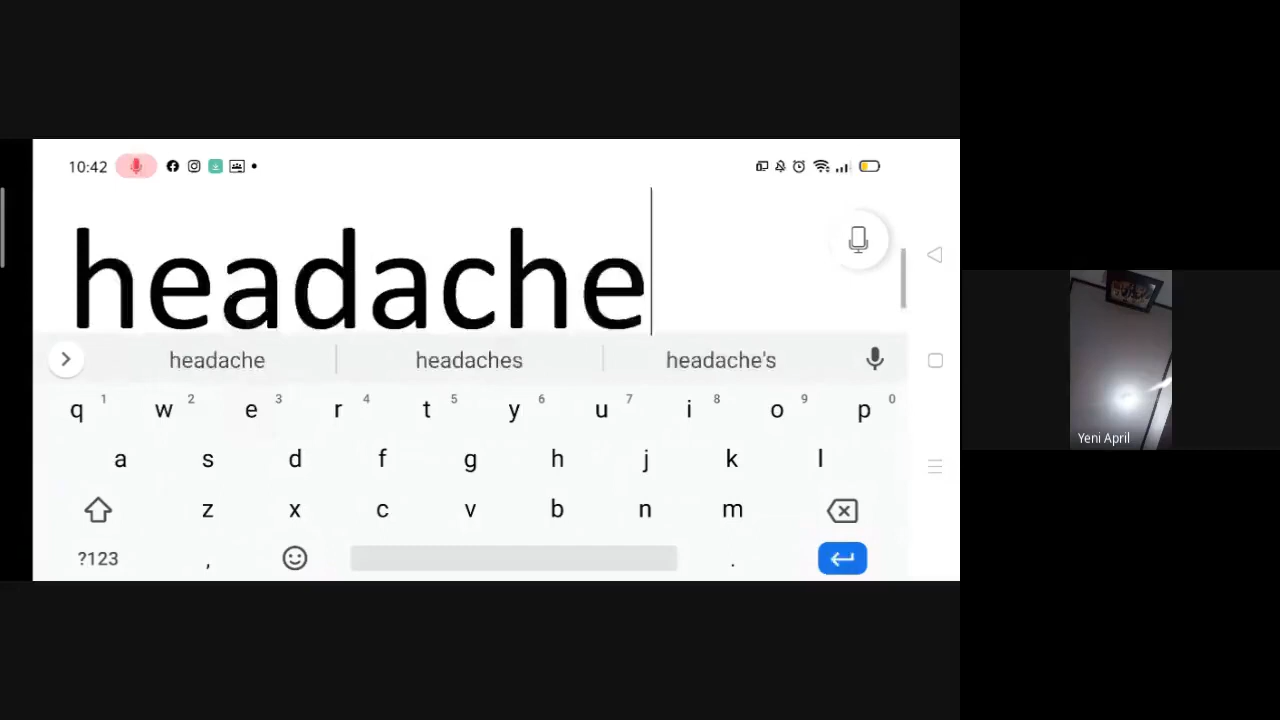 10:42
headache
headache headaches headache's
q 1 w 2 e 3 r 4 t 5 y 6 u 7 i 8 o 9 p 0
a s d f g h j k l
z x c v b n m
?123 , .
Yeni April